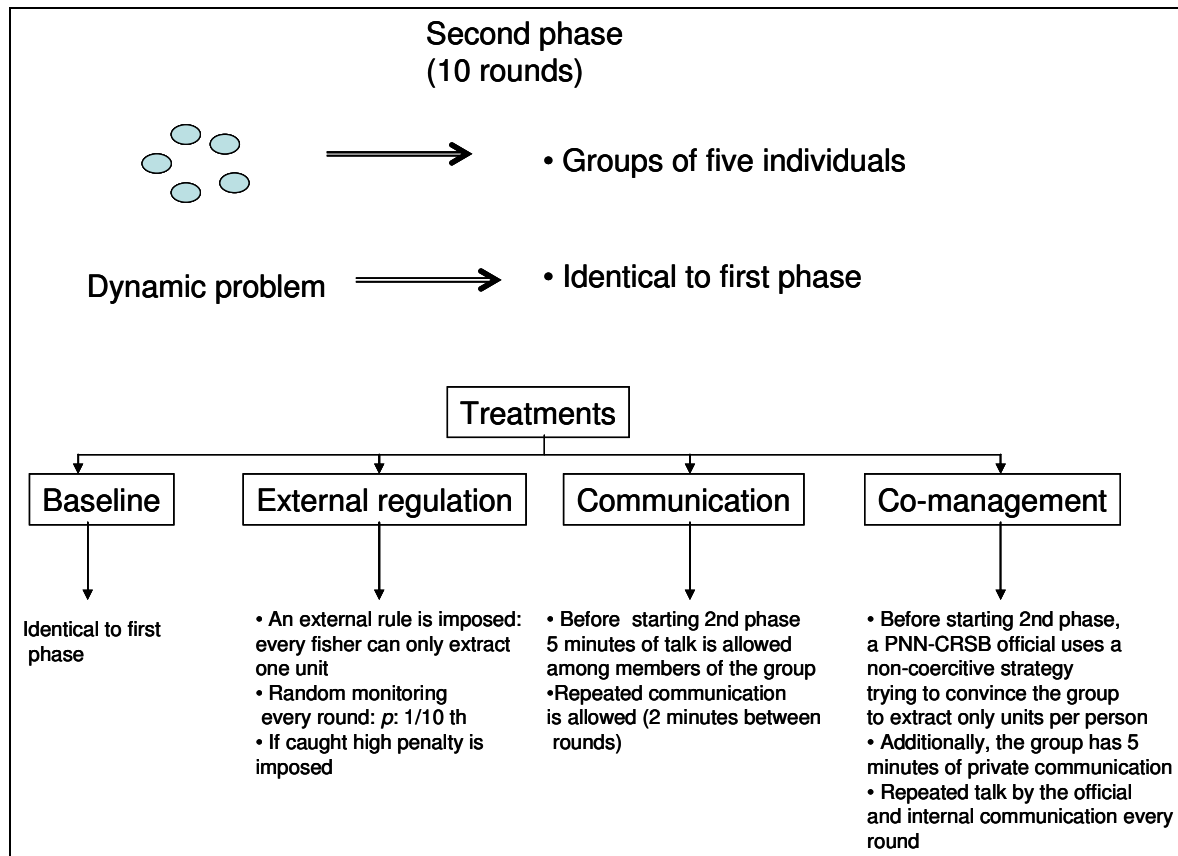 Second phase
(10 rounds)
• Groups of five individuals
Dynamic problem
• Identical to first phase
Treatments
Baseline
External regulation
Communication
Co-management
Identical to first
phase
• An external rule is imposed:
every fisher can only extract
one unit
• Random monitoring
every round: p: 1/10 th
• If caught high penalty is
imposed
• Before starting 2nd phase
5 minutes of talk is allowed
among members of the group
•Repeated communication
is allowed (2 minutes between
rounds)
• Before starting 2nd phase,
a PNN-CRSB official uses a
non-coercitive strategy
trying to convince the group
to extract only units per person
• Additionally, the group has 5
minutes of private communication
• Repeated talk by the official
and internal communication every
round